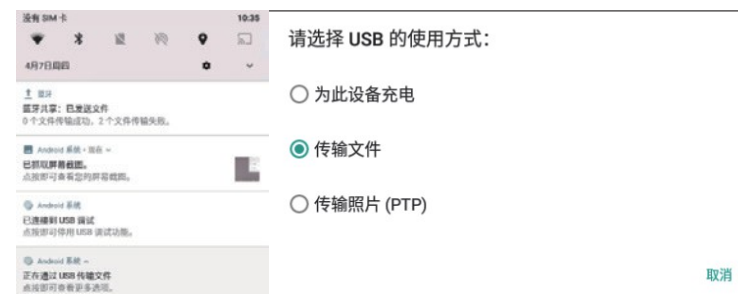 没有 SIM 卡
10:35
4月7日周四
蓝牙
蓝牙共享：已发送文件
0 个文件传输成功，2 个文件传输失败。
Android 系统 · 现在
已抓取屏幕截图。
点按即可查看您的屏幕截图。
Android 系统
已连接到 USB 调试
点按即可停用 USB 调试功能。
Android 系统
正在通过 USB 传输文件
点按即可查看更多选项。
请选择 USB 的使用方式：
为此设备充电
传输文件
传输照片 (PTP)
取消